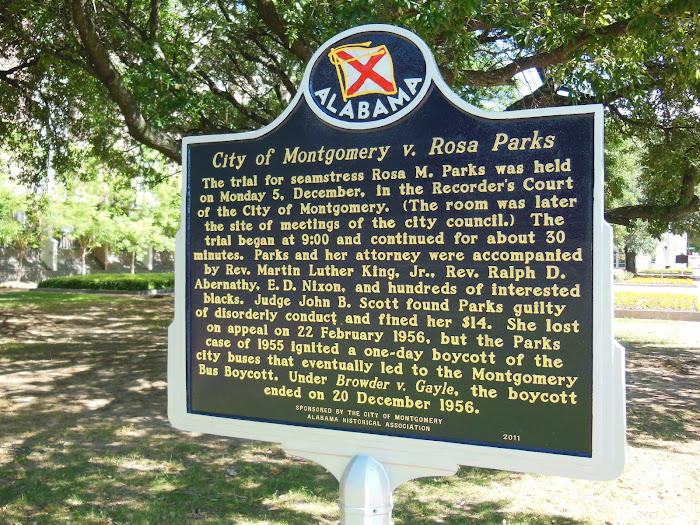 ALABAMA
City of Montgomery v. Rosa Parks
The trial for seamstress Rosa M. Parks was held
on Monday 5, December, in the Recorder's Court
of the City of Montgomery. (The room was later
the site of meetings of the city council.) The
trial began at 9:00 and continued for about 30
minutes. Parks and her attorney were accompanied
by Rev. Martin Luther King, Jr., Rev. Ralph D.
Abernathy, E.D. Nixon, and hundreds of interested
blacks. Judge John B. Scott found Parks guilty
of disorderly conduct and fined her $14. She lost
on appeal on 22 February 1956, but the Parks
case of 1955 ignited a one-day boycott of the
city buses that eventually led to the Montgomery
Bus Boycott. Under Browder v. Gayle, the boycott
ended on 20 December 1956.
SPONSORED BY THE CITY OF MONTGOMERY
ALABAMA HISTORICAL ASSOCIATION
2011